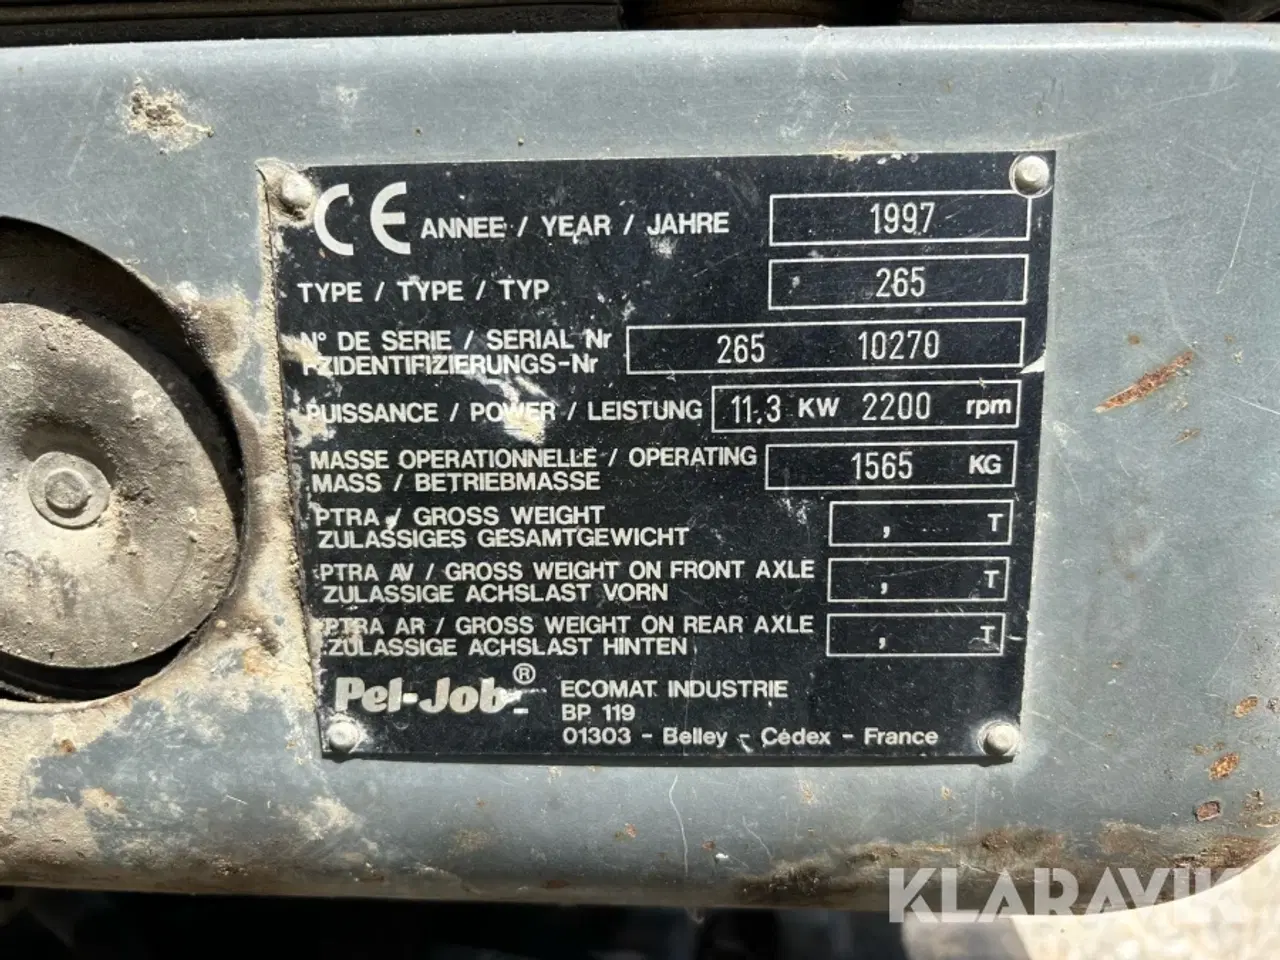 CE ANNEE / YEAR / JAHRE 1997
TYPE / TYPE / TYP 265
N° DE SERIE / SERIAL Nr 265 10270
FZIDENTIFIZIERUNGS-Nr
PUISSANCE / POWER / LEISTUNG 11.3 KW 2200 rpm
MASSE OPERATIONNELLE / OPERATING 1565 KG
MASS / BETRIEBMASSE
PTRA / GROSS WEIGHT , T
ZULASSIGES GESAMTGEWICHT
PTRA AV / GROSS WEIGHT ON FRONT AXLE , T
ZULASSIGE ACHSLAST VORN
PTRA AR / GROSS WEIGHT ON REAR AXLE , T
ZULASSIGE ACHSLAST HINTEN
Pel-Job® ECOMAT INDUSTRIE
BP 119
01303 - Belley - Cédex - France
KLARAVIK